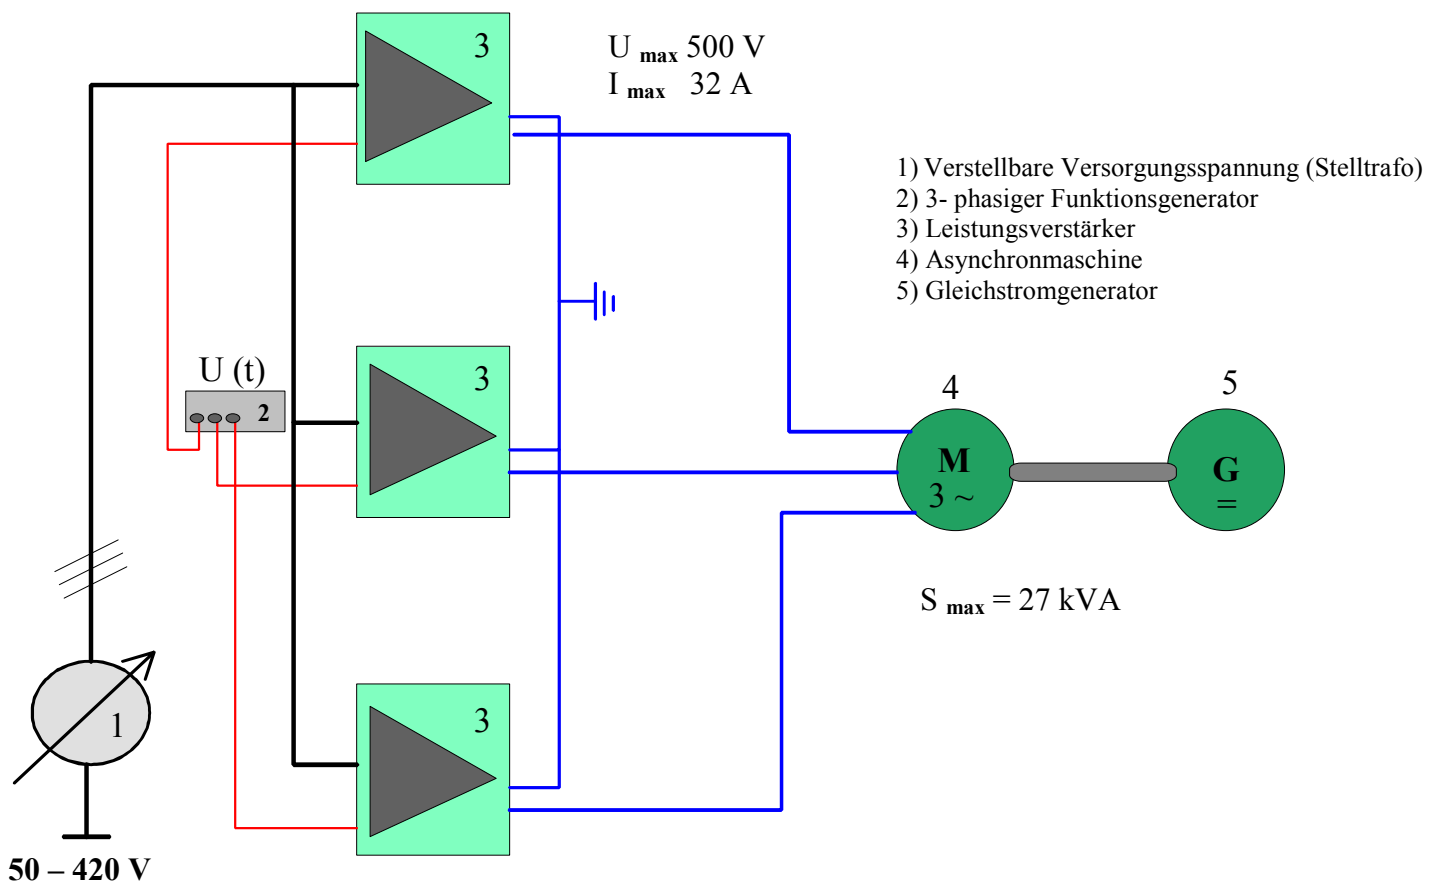 3
U max 500 V
I max 32 A
1) Verstellbare Versorgungsspannung (Stelltrafo)
2) 3- phasiger Funktionsgenerator
3) Leistungsverstärker
4) Asynchronmaschine
5) Gleichstromgenerator
U (t)
2
3
4
5
M
3 ~
G
=
S max = 27 kVA
3
1
50 – 420 V